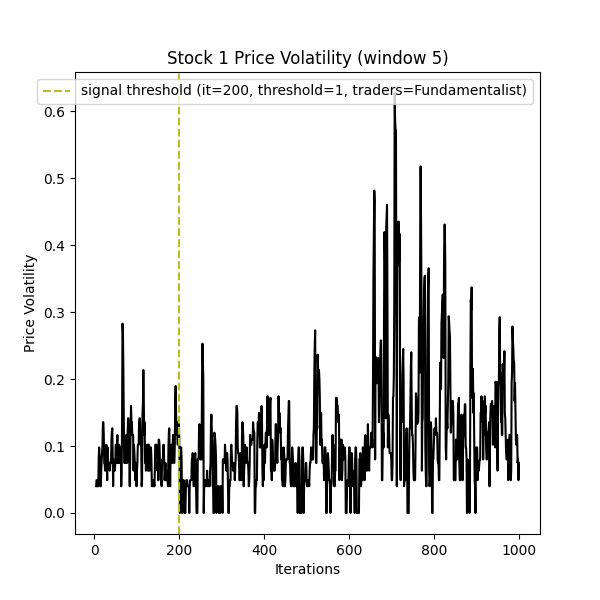 Stock 1 Price Volatility (window 5)
signal threshold (it=200, threshold=1, traders=Fundamentalist)
Price Volatility
0.6
0.5
0.4
0.3
0.2
0.1
0.0
0 200 400 600 800 1000
Iterations